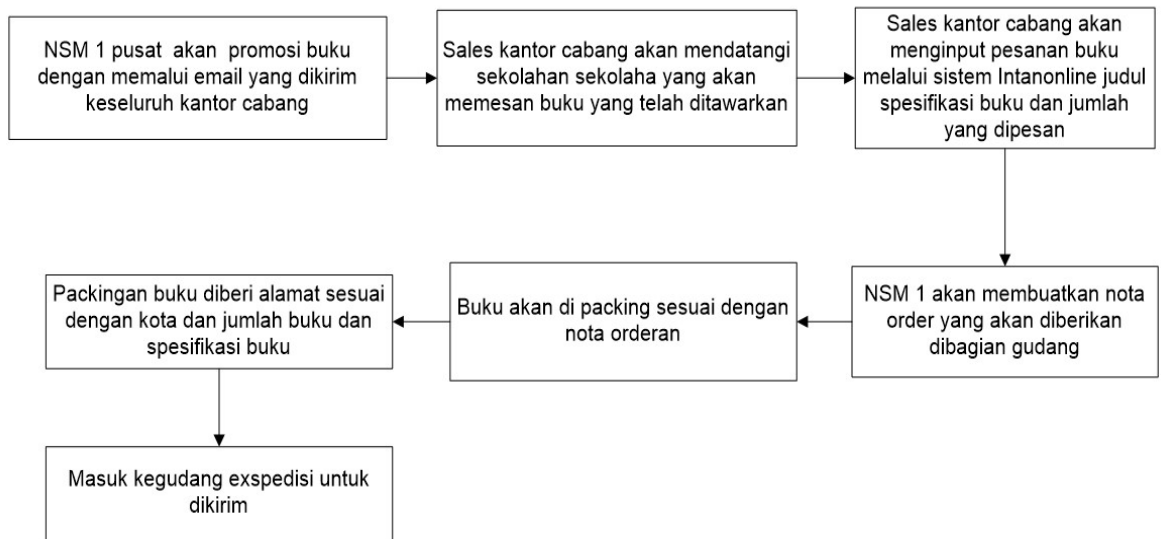 NSM 1 pusat akan promosi buku
dengan memalui email yang dikirim
keseluruh kantor cabang
Sales kantor cabang akan mendatangi
sekolahan sekolaha yang akan
memesan buku yang telah ditawarkan
Sales kantor cabang akan
menginput pesanan buku
melalui sistem Intanonline judul
spesifikasi buku dan jumlah
yang dipesan
NSM 1 akan membuatkan nota
order yang akan diberikan
dibagian gudang
Buku akan di packing sesuai dengan
nota orderan
Packingan buku diberi alamat sesuai
dengan kota dan jumlah buku dan
spesifikasi buku
Masuk kegudang exspedisi untuk
dikirim